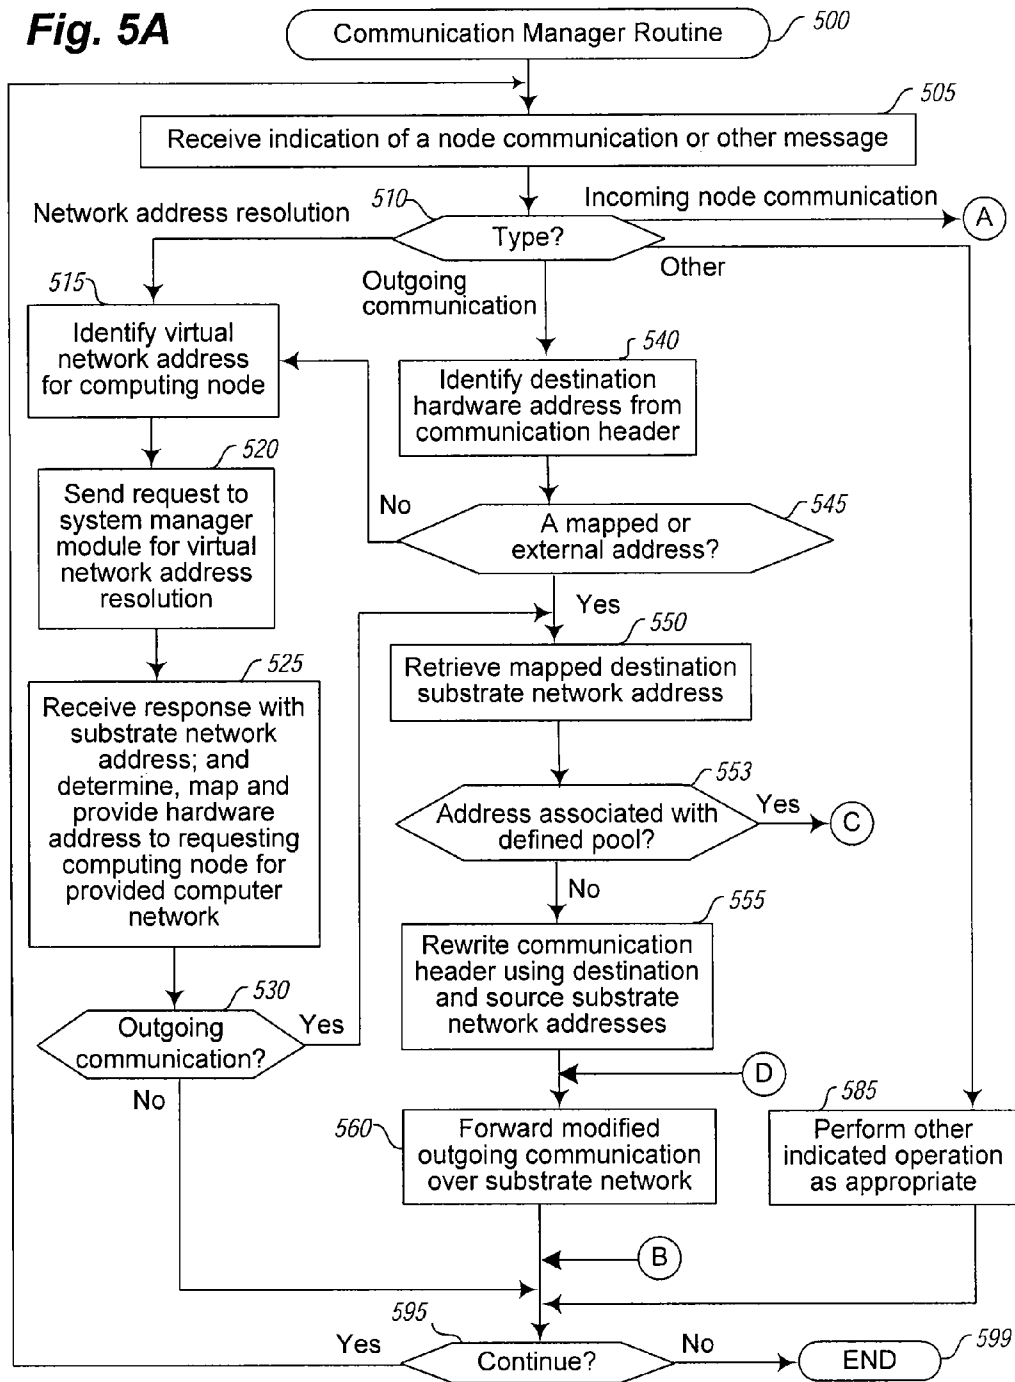 Fig. 5A
Communication Manager Routine
500
505
Receive indication of a node communication or other message
Network address resolution
510
Type?
Incoming node communication
A
Other
Outgoing
communication
515
Identify virtual
network address
for computing node
540
Identify destination
hardware address from
communication header
520
Send request to
system manager
module for virtual
network address
resolution
No
545
A mapped or
external address?
Yes
550
Retrieve mapped destination
substrate network address
525
Receive response with
substrate network
address; and
determine, map and
provide hardware
address to requesting
computing node for
provided computer
network
553
Address associated with
defined pool?
Yes
C
No
555
Rewrite communication
header using destination
and source substrate
network addresses
530
Outgoing
communication?
Yes
No
D
560
Forward modified
outgoing communication
over substrate network
585
Perform other
indicated operation
as appropriate
B
595
Yes
Continue?
No
END
599